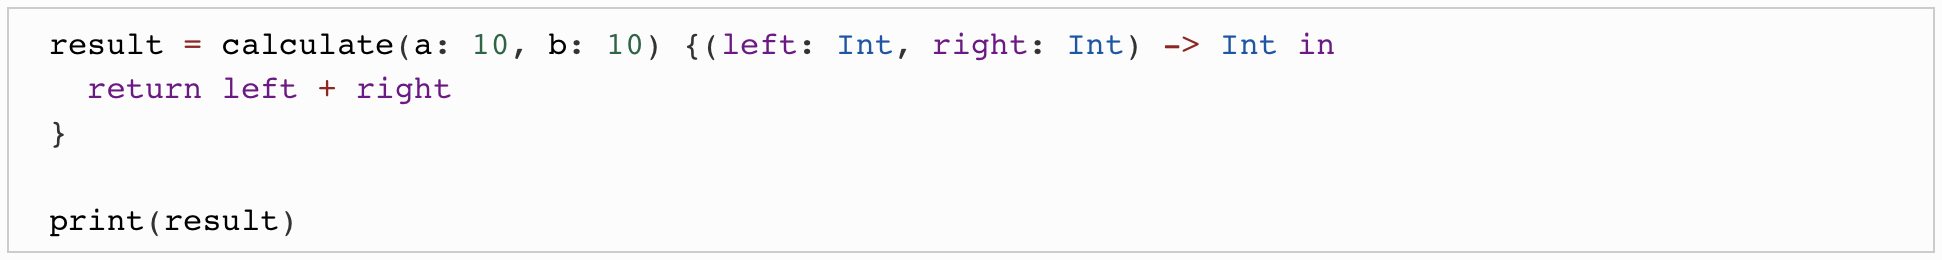 result = calculate(a: 10, b: 10) {(left: Int, right: Int) -> Int in
  return left + right
}

print(result)